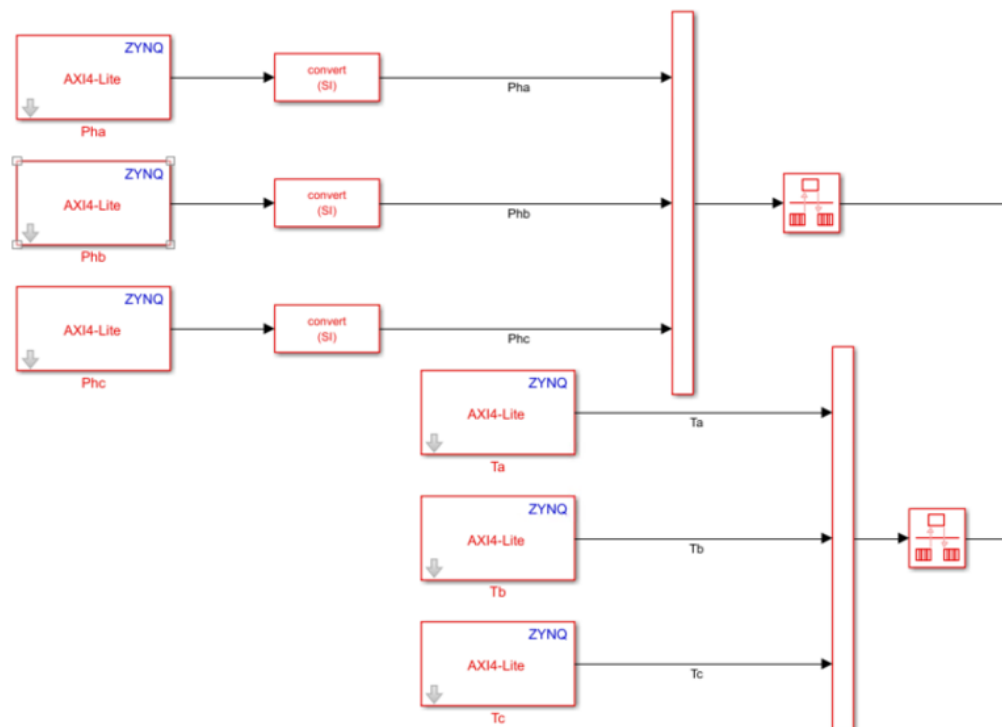 ZYNQ
AXI4-Lite
Pha
convert
(SI)
Pha
ZYNQ
AXI4-Lite
Phb
convert
(SI)
Phb
ZYNQ
AXI4-Lite
Phc
convert
(SI)
Phc
ZYNQ
AXI4-Lite
Ta
Ta
ZYNQ
AXI4-Lite
Tb
Tb
ZYNQ
AXI4-Lite
Tc
Tc